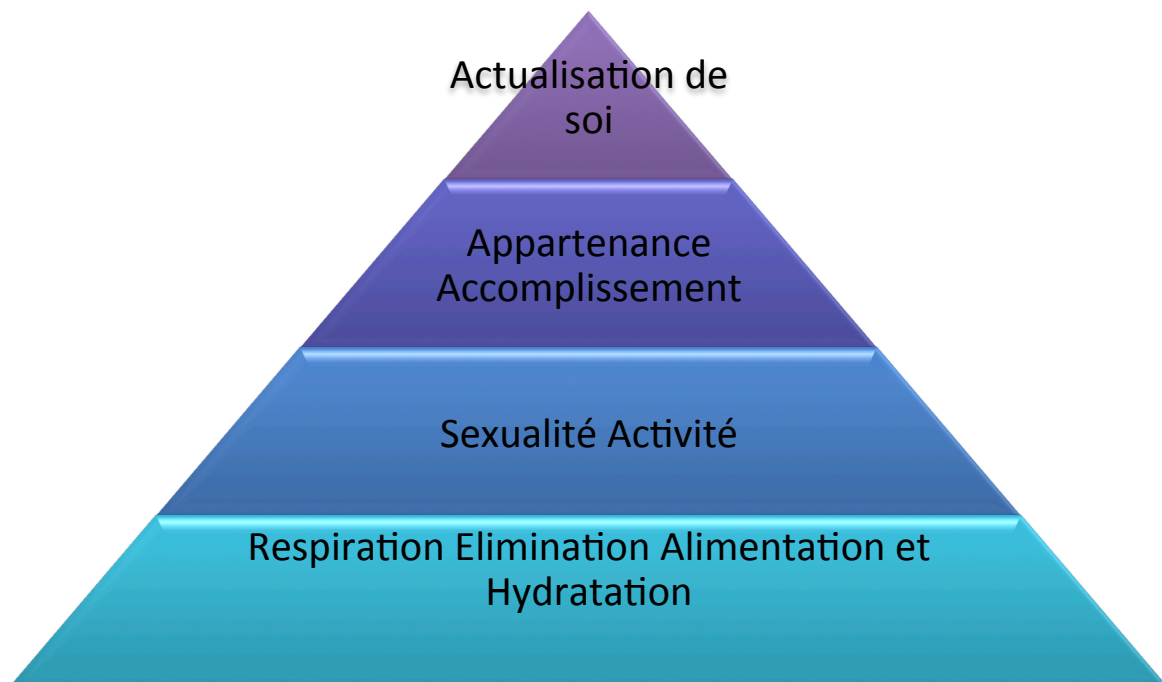 Actualisation de
soi
Appartenance
Accomplissement
Sexualité Activité
Respiration Elimination Alimentation et
Hydratation